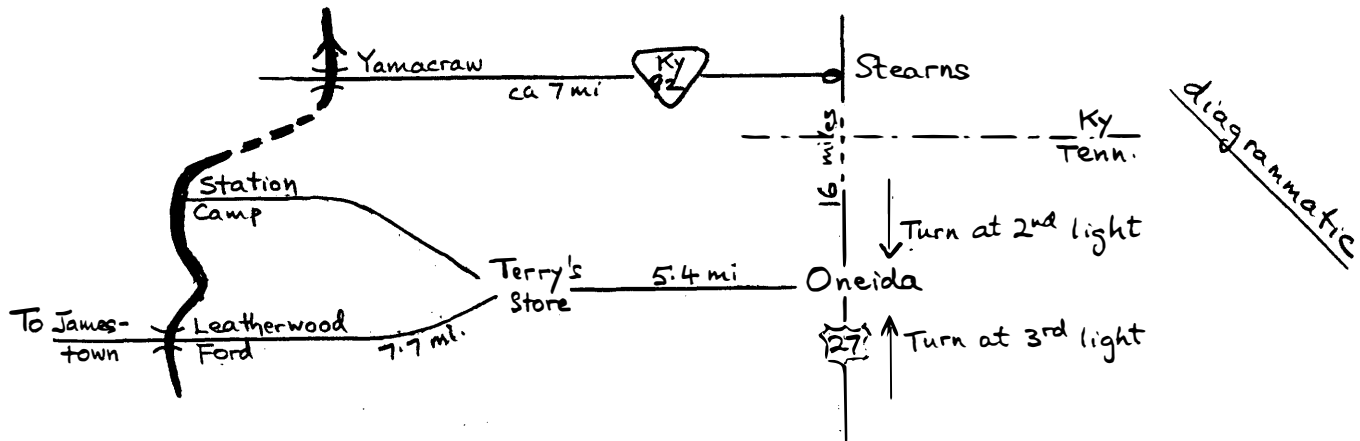 Yamacraw
ca 7 mi
Ky
92
Stearns
diagrammatic
Ky
Tenn.
16 miles
Station
Camp
Turn at 2nd light
Terry's
Store
5.4 mi
Oneida
To James-
town
Leatherwood
Ford
7.7 mi.
27
Turn at 3rd light